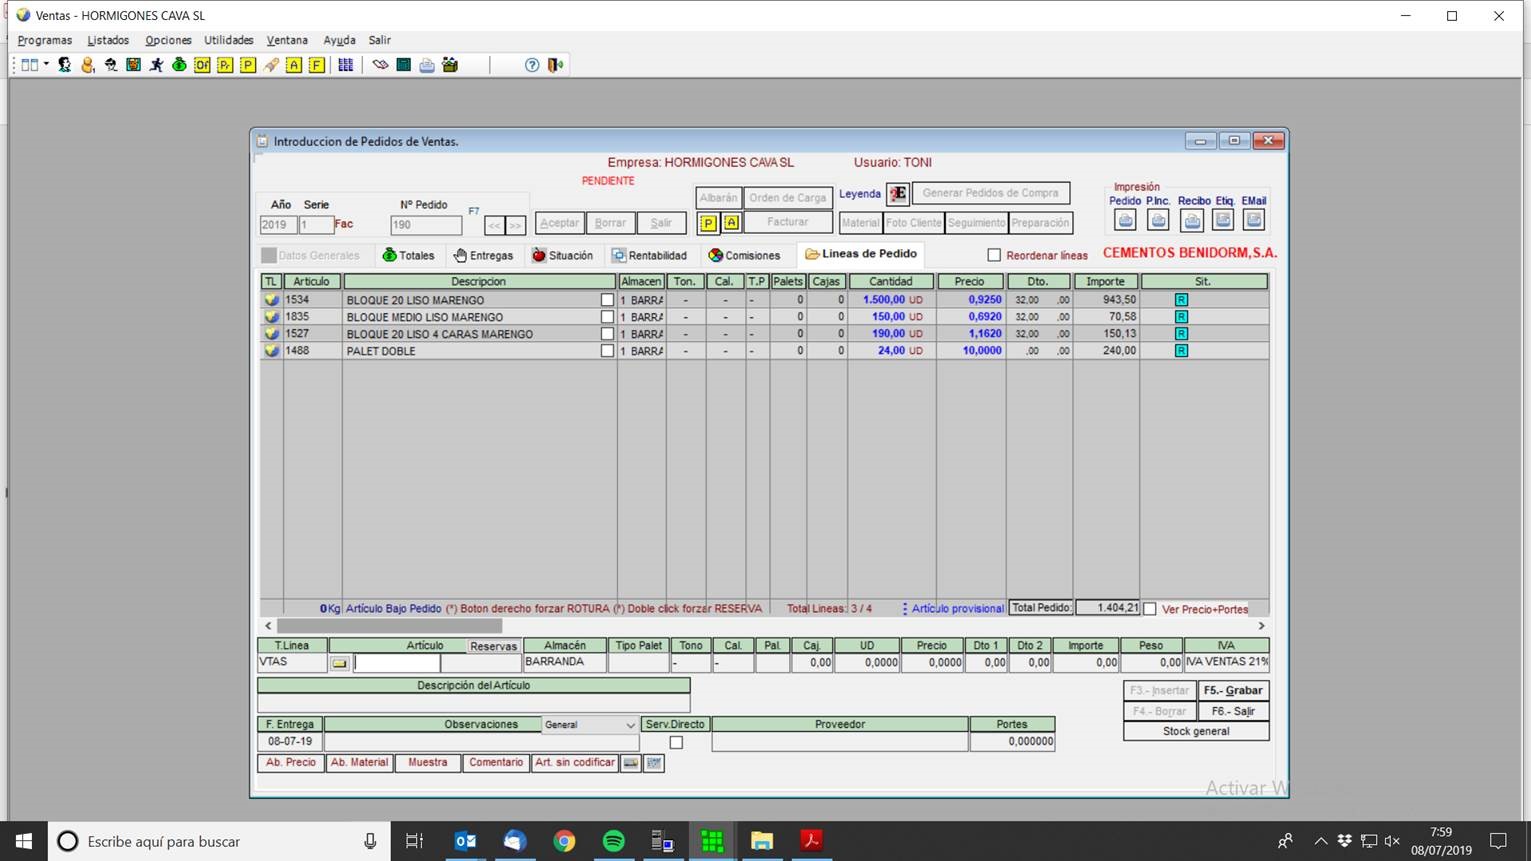 Ventas - HORMIGONES CAVA SL
Programas Listados Opciones Utilidades Ventana Ayuda Salir
Of Pr P A F
Introduccion de Pedidos de Ventas.
Empresa: HORMIGONES CAVA SL Usuario: TONI
PENDIENTE
Año Serie Nº Pedido F7
2019 1 Fac 190 << >> Aceptar Borrar Salir
Albarán Orden de Carga Leyenda Generar Pedidos de Compra
P A Facturar Material Foto Cliente Seguimiento Preparación
Impresión
Pedido P.Inc. Recibo Etiq. EMail
Datos Generales Totales Entregas Situación Rentabilidad Comisiones Lineas de Pedido Reordenar líneas CEMENTOS BENIDORM,S.A.
TL Articulo Descripcion Almacen Ton. Cal. T.P Palets Cajas Cantidad Precio Dto. Importe Sit.
1534 BLOQUE 20 LISO MARENGO 1 BARRA - - - 0 0 1.500,00 UD 0,9250 32,00 ,00 943,50 R
1835 BLOQUE MEDIO LISO MARENGO 1 BARRA - - - 0 0 150,00 UD 0,6920 32,00 ,00 70,58 R
1527 BLOQUE 20 LISO 4 CARAS MARENGO 1 BARRA - - - 0 0 190,00 UD 1,1620 32,00 ,00 150,13 R
1488 PALET DOBLE 1 BARRA - - - 0 0 24,00 UD 10,0000 ,00 ,00 240,00 R
0 Kg Artículo Bajo Pedido (*) Boton derecho forzar ROTURA (*) Doble click forzar RESERVA Total Lineas: 3 / 4 Artículo provisional Total Pedido: 1.404,21 Ver Precio+Portes
T.Linea Artículo Reservas Almacén Tipo Palet Tono Cal. Pal. Caj. UD Precio Dto 1 Dto 2 Importe Peso IVA
VTAS BARRANDA - - 0,00 0,0000 0,0000 0,00 0,00 0,00 0,00 IVA VENTAS 21%
Descripción del Artículo
F3.- Insertar F5.- Grabar
F4.- Borrar F6.- Salir
Stock general
F. Entrega Observaciones General Serv.Directo Proveedor Portes
08-07-19 0,000000
Ab. Precio Ab. Material Muestra Comentario Art. sin codificar
Activar W
Escribe aquí para buscar
7:59
08/07/2019